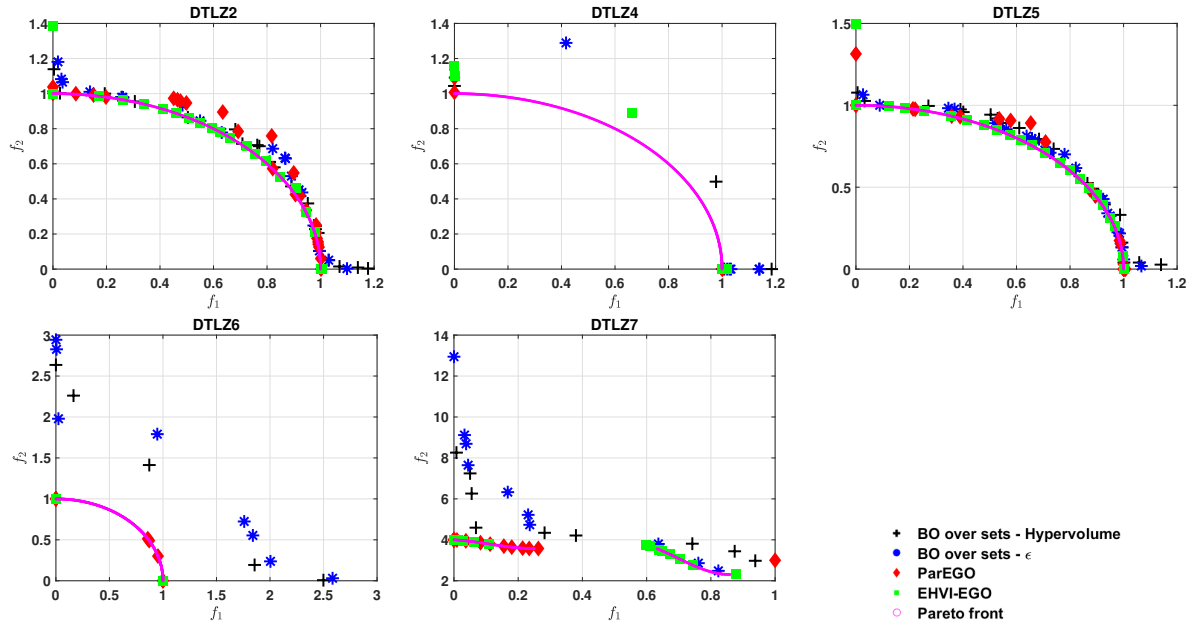 DTLZ2
1.4
1.2
1
0.8
0.6
0.4
0.2
0
f2
0 0.2 0.4 0.6 0.8 1 1.2
f1
DTLZ4
1.4
1.2
1
0.8
0.6
0.4
0.2
0
f2
0 0.2 0.4 0.6 0.8 1 1.2
f1
DTLZ5
1.5
1
0.5
0
f2
0 0.2 0.4 0.6 0.8 1 1.2
f1
DTLZ6
3
2.5
2
1.5
1
0.5
0
f2
0 0.5 1 1.5 2 2.5 3
f1
DTLZ7
14
12
10
8
6
4
2
f2
0 0.2 0.4 0.6 0.8 1
f1
BO over sets - Hypervolume
BO over sets - ϵ
ParEGO
EHVI-EGO
Pareto front